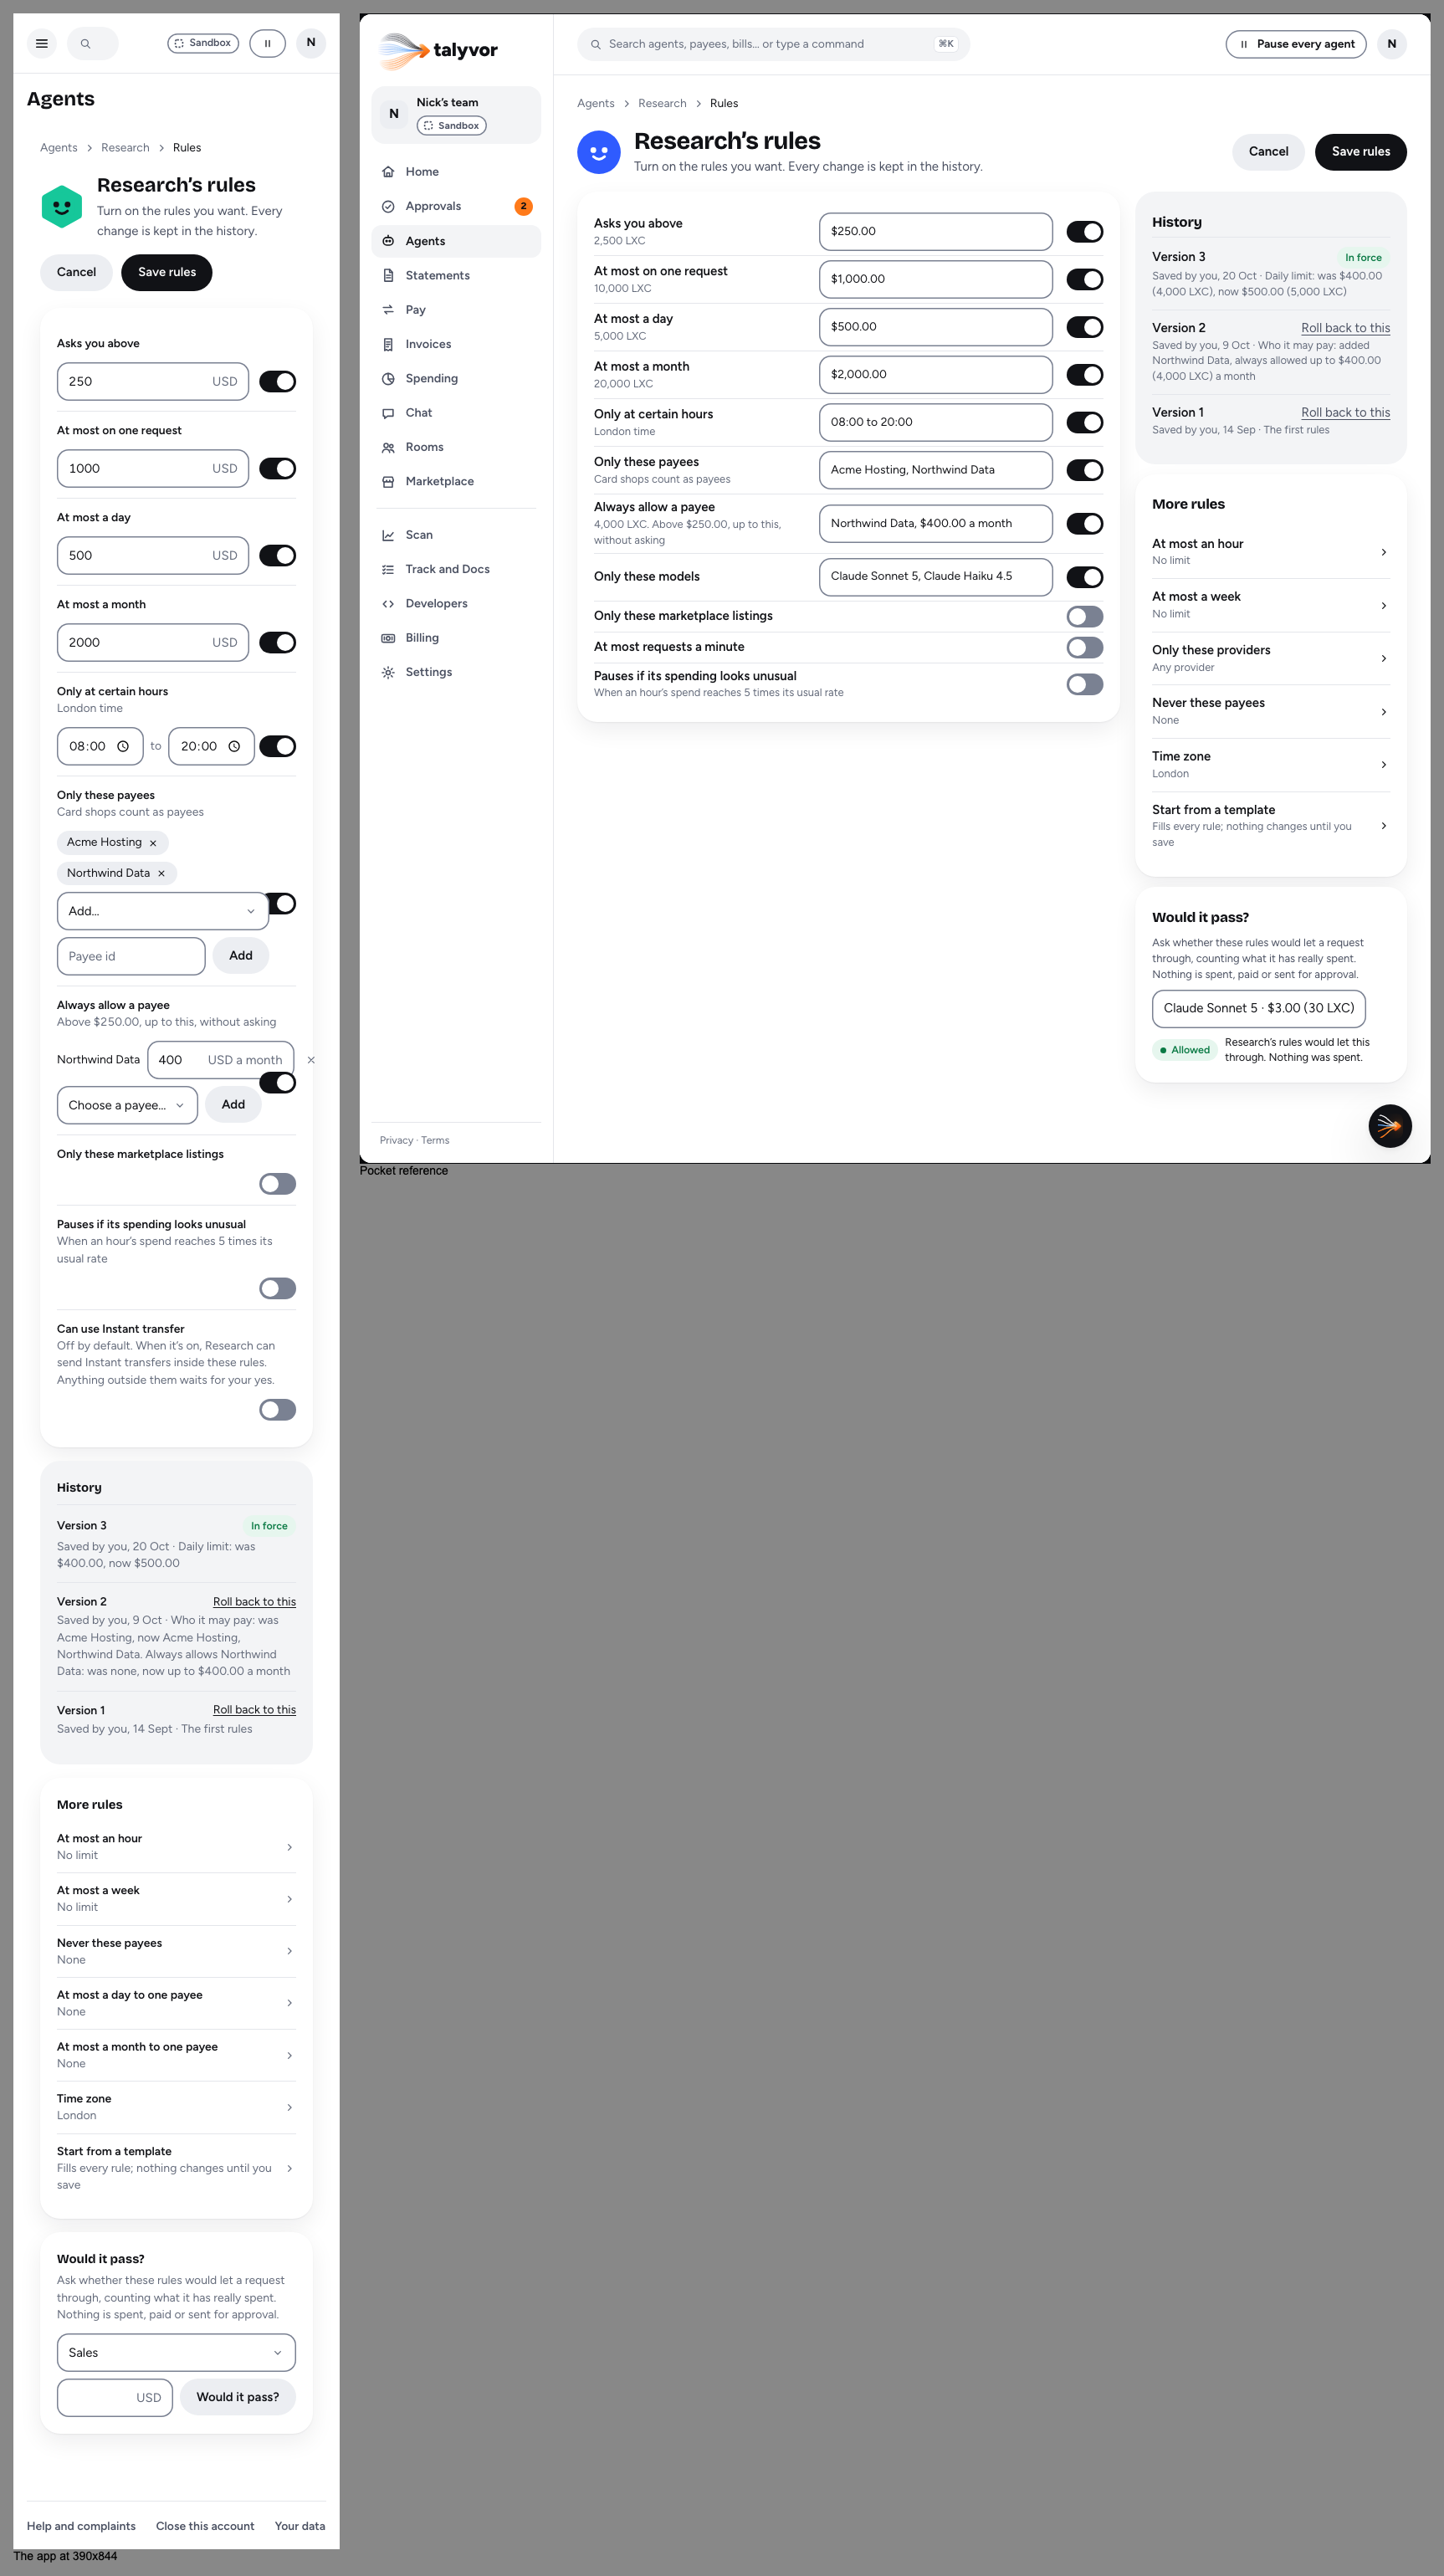 Sandbox
N
Agents
Agents > Research > Rules
Research's rules
Turn on the rules you want. Every
change is kept in the history.
Cancel
Save rules
Asks you above
250 USD
At most on one request
1000 USD
At most a day
500 USD
At most a month
2000 USD
Only at certain hours
London time
08:00 to 20:00
Only these payees
Card shops count as payees
Acme Hosting ×
Northwind Data ×
Add...
Payee id
Add
Always allow a payee
Above $250.00, up to this, without asking
Northwind Data 400 USD a month ×
Choose a payee...
Add
Only these marketplace listings
Pauses if its spending looks unusual
When an hour's spend reaches 5 times its
usual rate
Can use Instant transfer
Off by default. When it's on, Research can
send Instant transfers inside these rules.
Anything outside them waits for your yes.
History
Version 3 In force
Saved by you, 20 Oct · Daily limit: was
$400.00, now $500.00
Version 2 Roll back to this
Saved by you, 9 Oct · Who it may pay: was
Acme Hosting, now Acme Hosting,
Northwind Data. Always allows Northwind
Data: was none, now up to $400.00 a month
Version 1 Roll back to this
Saved by you, 14 Sept · The first rules
More rules
At most an hour
No limit
At most a week
No limit
Never these payees
None
At most a day to one payee
None
At most a month to one payee
None
Time zone
London
Start from a template
Fills every rule; nothing changes until you
save
Would it pass?
Ask whether these rules would let a request
through, counting what it has really spent.
Nothing is spent, paid or sent for approval.
Sales
USD
Would it pass?
Help and complaints Close this account Your data
The app at 390x844
talyvor
N
Nick's team
Sandbox
Home
Approvals 2
Agents
Statements
Pay
Invoices
Spending
Chat
Rooms
Marketplace
Scan
Track and Docs
Developers
Billing
Settings
Privacy · Terms
Search agents, payees, bills... or type a command ⌘K
Pause every agent
N
Agents > Research > Rules
Research's rules
Turn on the rules you want. Every change is kept in the history.
Cancel
Save rules
Asks you above
2,500 LXC
$250.00
At most on one request
10,000 LXC
$1,000.00
At most a day
5,000 LXC
$500.00
At most a month
20,000 LXC
$2,000.00
Only at certain hours
London time
08:00 to 20:00
Only these payees
Card shops count as payees
Acme Hosting, Northwind Data
Always allow a payee
4,000 LXC. Above $250.00, up to this,
without asking
Northwind Data, $400.00 a month
Only these models
Claude Sonnet 5, Claude Haiku 4.5
Only these marketplace listings
At most requests a minute
Pauses if its spending looks unusual
When an hour's spend reaches 5 times its usual rate
History
Version 3 In force
Saved by you, 20 Oct · Daily limit: was $400.00
(4,000 LXC), now $500.00 (5,000 LXC)
Version 2 Roll back to this
Saved by you, 9 Oct · Who it may pay: added
Northwind Data, always allowed up to $400.00
(4,000 LXC) a month
Version 1 Roll back to this
Saved by you, 14 Sep · The first rules
More rules
At most an hour
No limit
At most a week
No limit
Only these providers
Any provider
Never these payees
None
Time zone
London
Start from a template
Fills every rule; nothing changes until you
save
Would it pass?
Ask whether these rules would let a request
through, counting what it has really spent.
Nothing is spent, paid or sent for approval.
Claude Sonnet 5 · $3.00 (30 LXC)
Allowed
Research's rules would let this
through. Nothing was spent.
Pocket reference